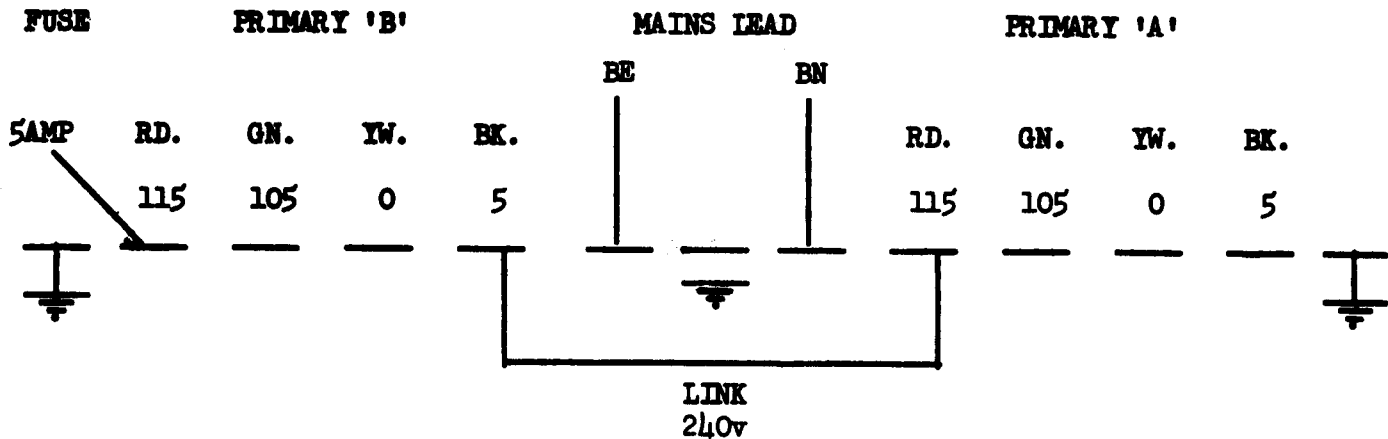 FUSE PRIMARY 'B' MAINS LEAD PRIMARY 'A'
BE BN
5AMP RD. GN. YW. BK. RD. GN. YW. BK.
115 105 0 5 115 105 0 5
LINK
240v